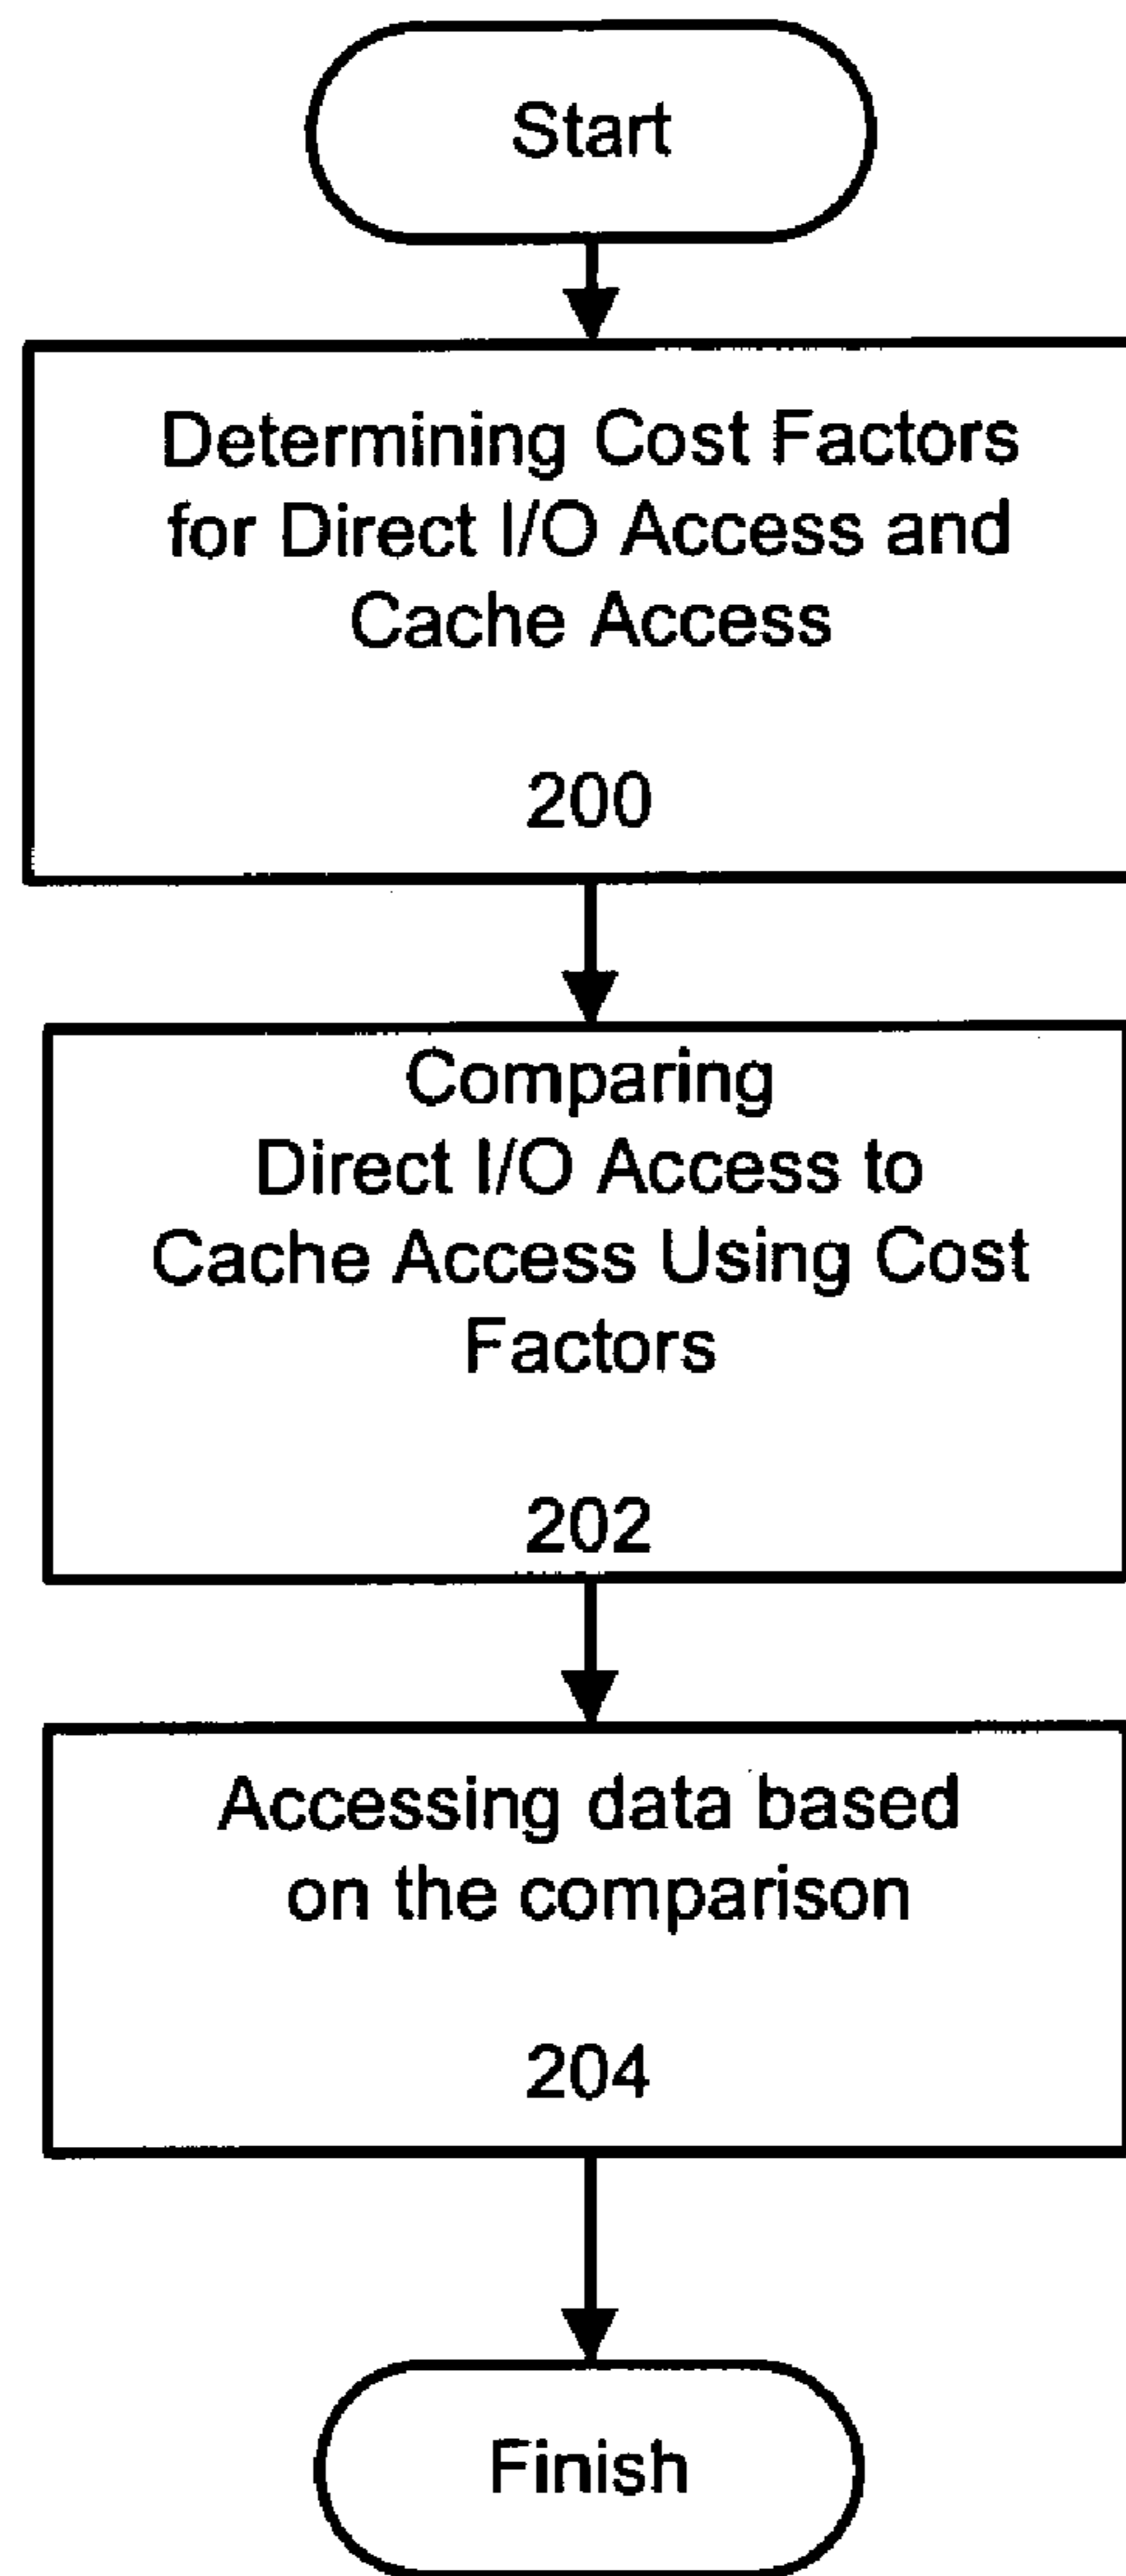 Start
Determining Cost Factors
for Direct I/O Access and
Cache Access
200
Comparing
Direct I/O Access to
Cache Access Using Cost
Factors
202
Accessing data based
on the comparison
204
Finish